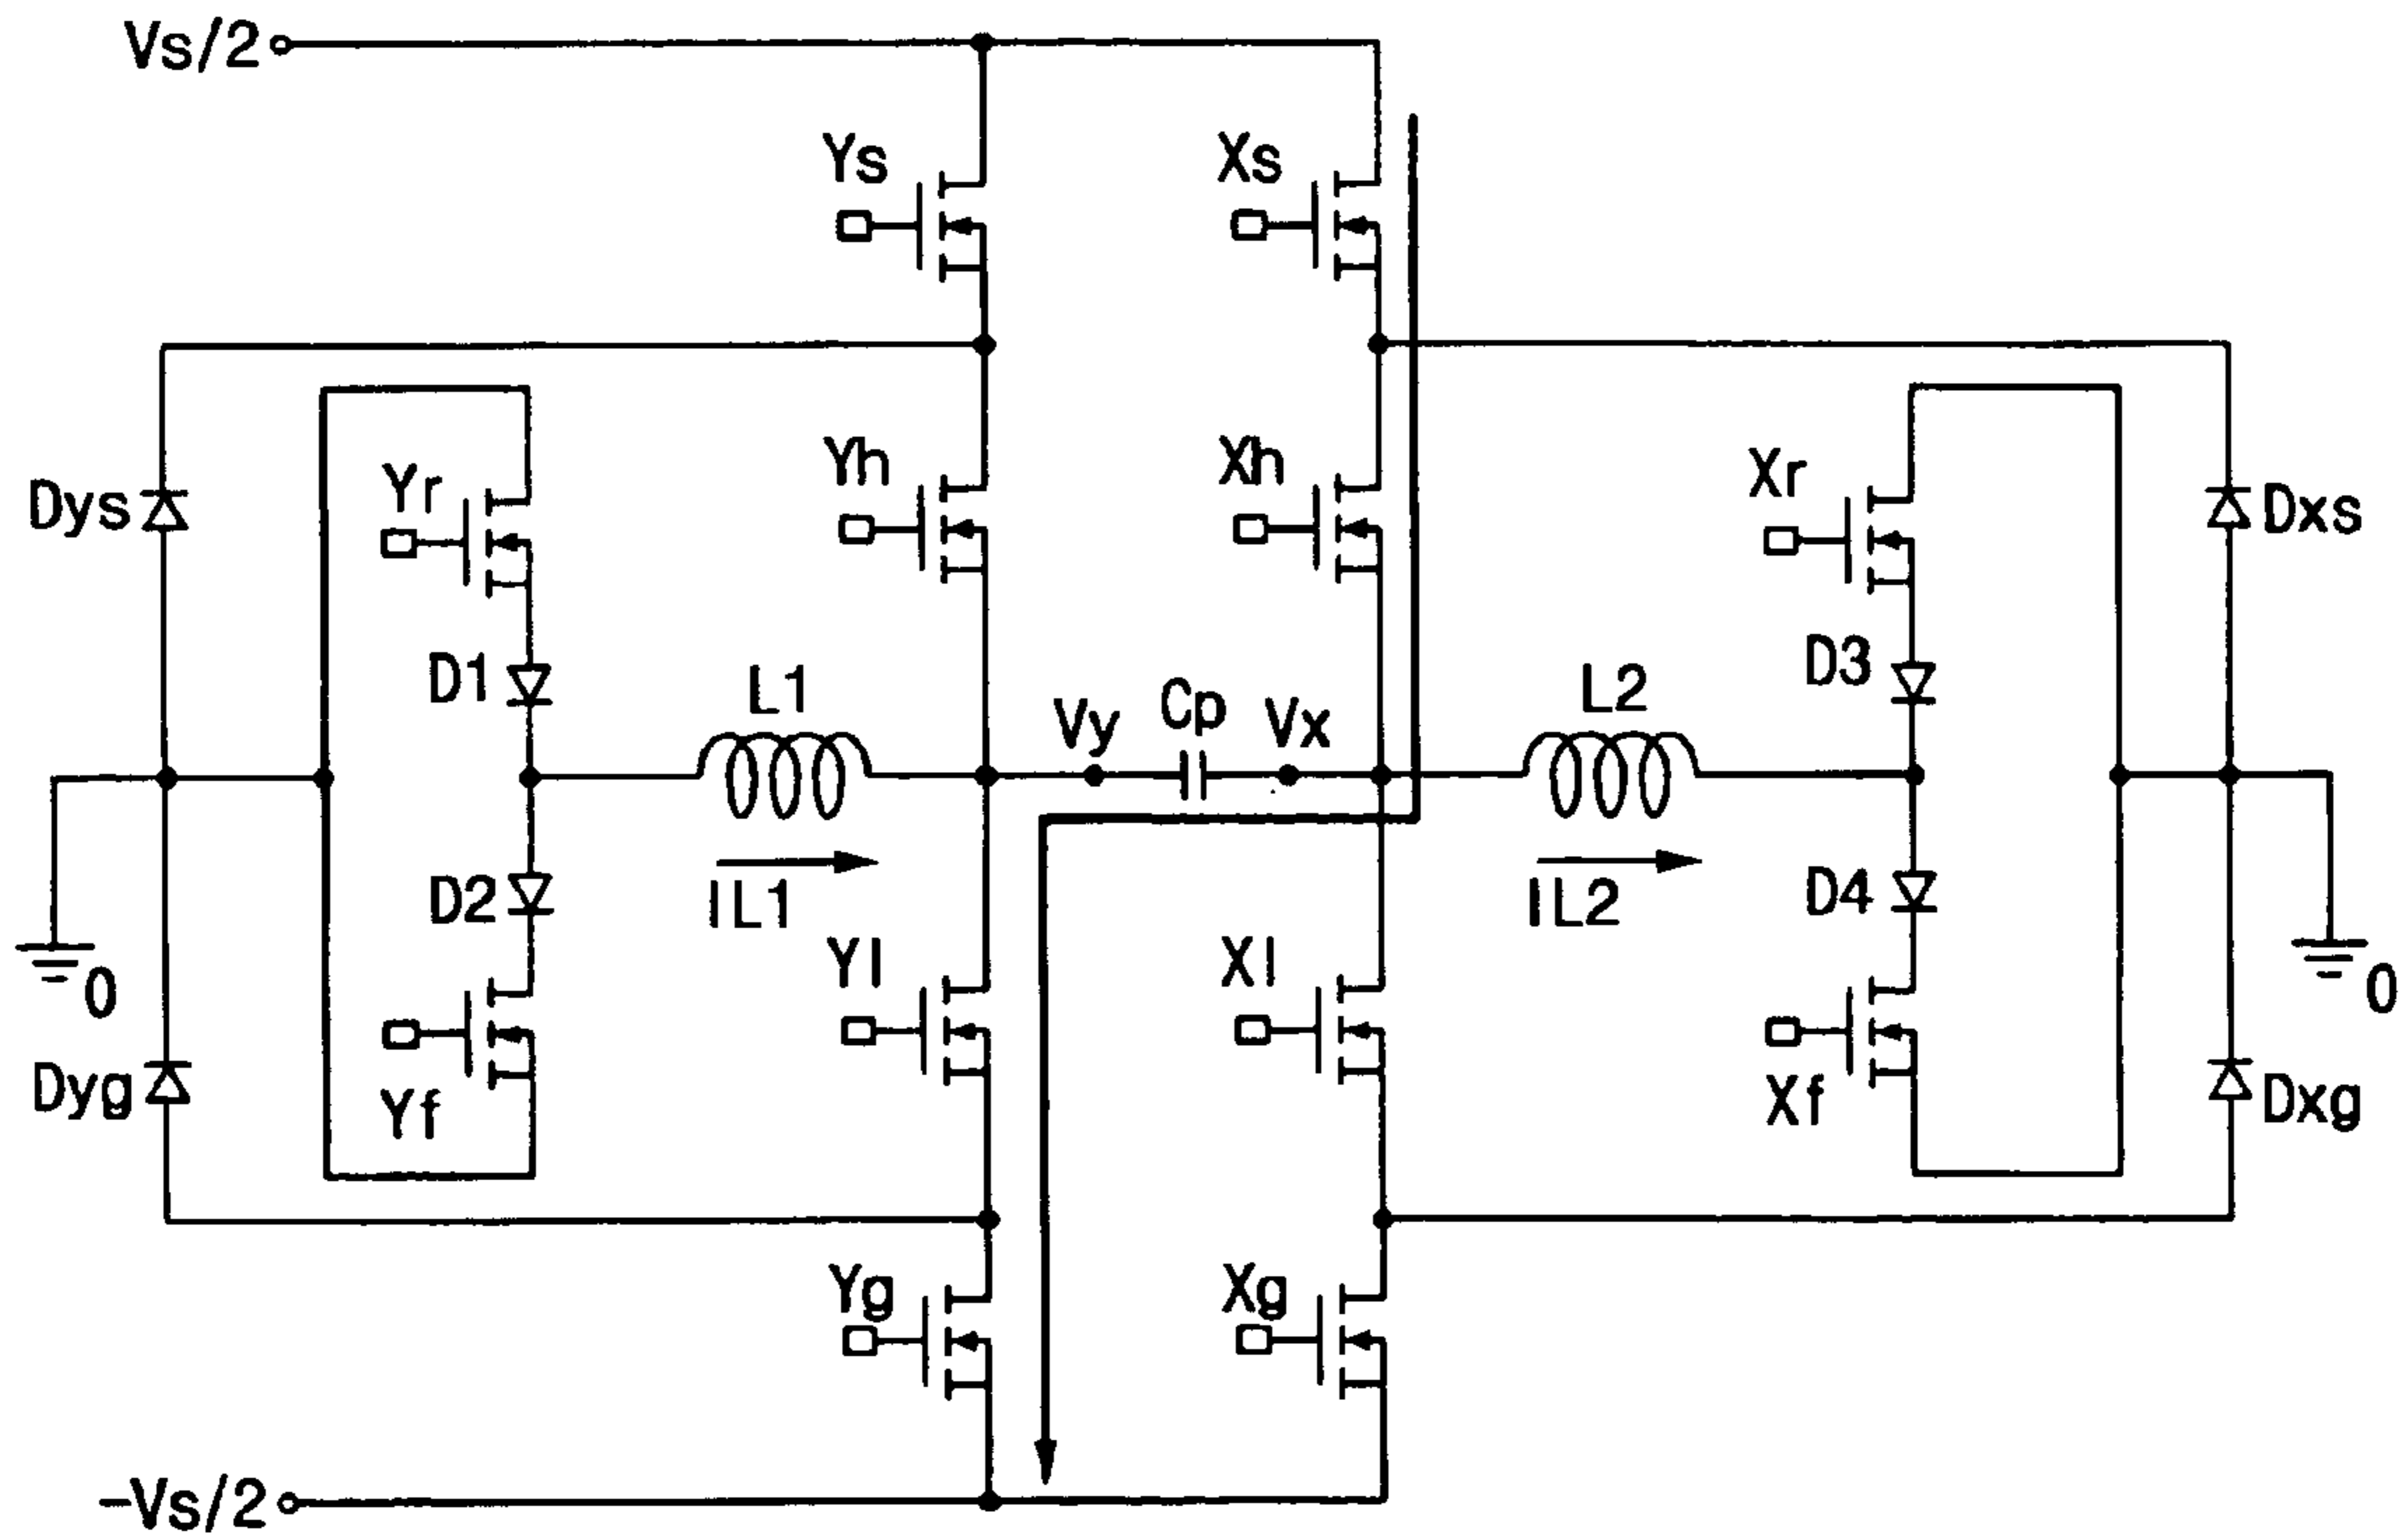 Vs/2
Ys
Xs
Yh
Xh
Dys
Yr
Xr
Dxs
D1
L1
Vy
Cp
Vx
L2
D3
D2
IL1
IL2
D4
Yl
Xl
0
0
Dyg
Yf
Xf
Dxg
Yg
Xg
-Vs/2